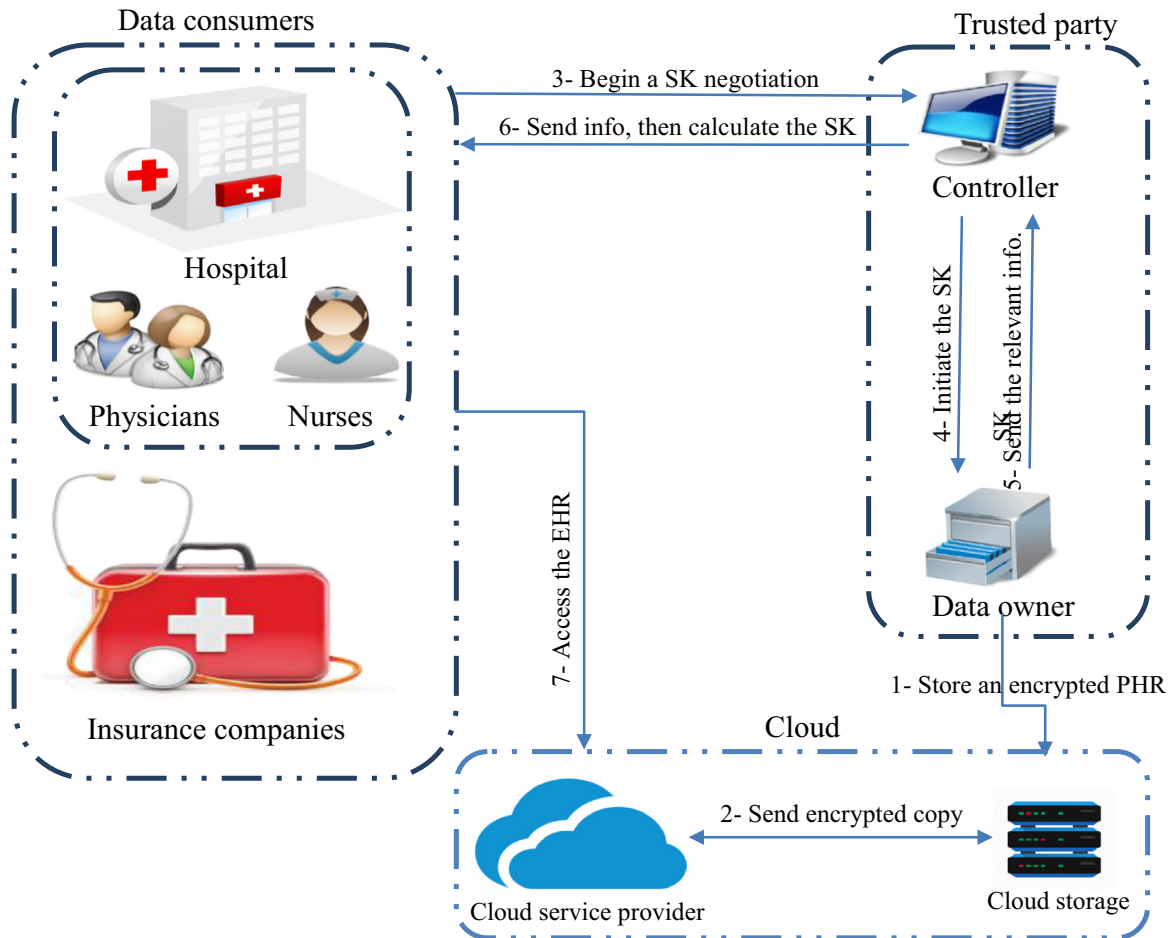 Data consumers
Trusted party
3- Begin a SK negotiation
6- Send info, then calculate the SK
Controller
Hospital
Physicians
Nurses
4- Initiate the SK
SK
5- Send the relevant info.
Data owner
7- Access the EHR
1- Store an encrypted PHR
Insurance companies
Cloud
2- Send encrypted copy
Cloud service provider
Cloud storage